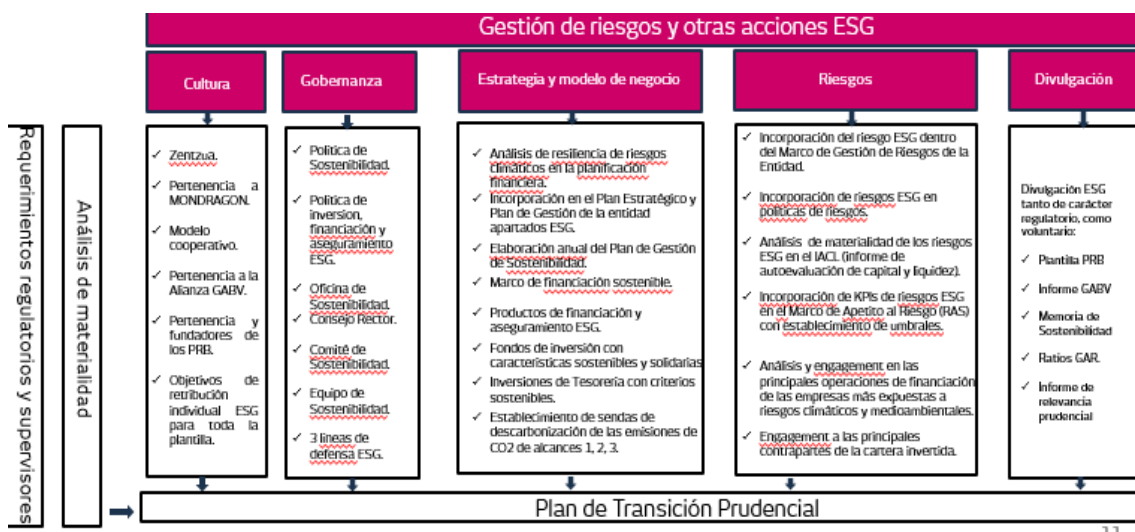 Gestión de riesgos y otras acciones ESG
Requerimientos regulatorios y supervisores
Análisis de materialidad
Cultura
✓ Zentzua.
✓ Pertenencia a
MONDRAGON.
✓ Modelo
cooperativo.
✓ Pertenencia a la
Alianza GABV.
✓ Pertenencia y
fundadores de
los PRB.
✓ Objetivos de
retribución
individual ESG
para toda la
plantilla.
Gobernanza
✓ Política de
Sostenibilidad.
✓ Política de
inversion,
financiación y
aseguramiento
ESG.
✓ Oficina de
Sostenibilidad.
✓ Consejo Rector.
✓ Comité de
Sostenibilidad.
✓ Equipo de
Sostenibilidad.
✓ 3 lineas de
defensa ESG.
Estrategia y modelo de negocio
✓ Análisis de resiliencia de riesgos
climáticos en la planificación
financiera.
✓ Incorporación en el Plan Estratégico y
Plan de Gestión de la entidad
apartados ESG.
✓ Elaboración anual del Plan de Gestión
de Sostenibilidad.
✓ Marco de financiación sostenible.
✓ Productos de financiación y
aseguramiento ESG.
✓ Fondos de inversión con
características sostenibles y solidarias
✓ Inversiones de Tesorería con criterios
sostenibles.
✓ Establecimiento de sendas de
descarbonización de las emisiones de
CO2 de alcances 1, 2, 3.
Riesgos
✓ Incorporación del riesgo ESG dentro
del Marco de Gestión de Riesgos de la
Entidad.
✓ Incorporación de riesgos ESG en
políticas de riesgos.
✓ Análisis de materialidad de los riesgos
ESG en el IACL (informe de
autoevaluación de capital y liquidez).
✓ Incorporación de KPIs de riesgos ESG
en el Marco de Apetito al Riesgo (RAS)
con establecimiento de umbrales.
✓ Análisis y engagement en las
principales operaciones de financiación
de las empresas más expuestas a
riesgos climáticos y medioambientales.
✓ Engagement a las principales
contrapartes de la cartera invertida.
Divulgación
Divulgación ESG
tanto de carácter
regulatorio, como
voluntario:
✓ Plantilla PRB
✓ Informe GABV
✓ Memoria de
Sostenibilidad
✓ Ratios GAR.
✓ Informe de
relevancia
prudencial
Plan de Transición Prudencial